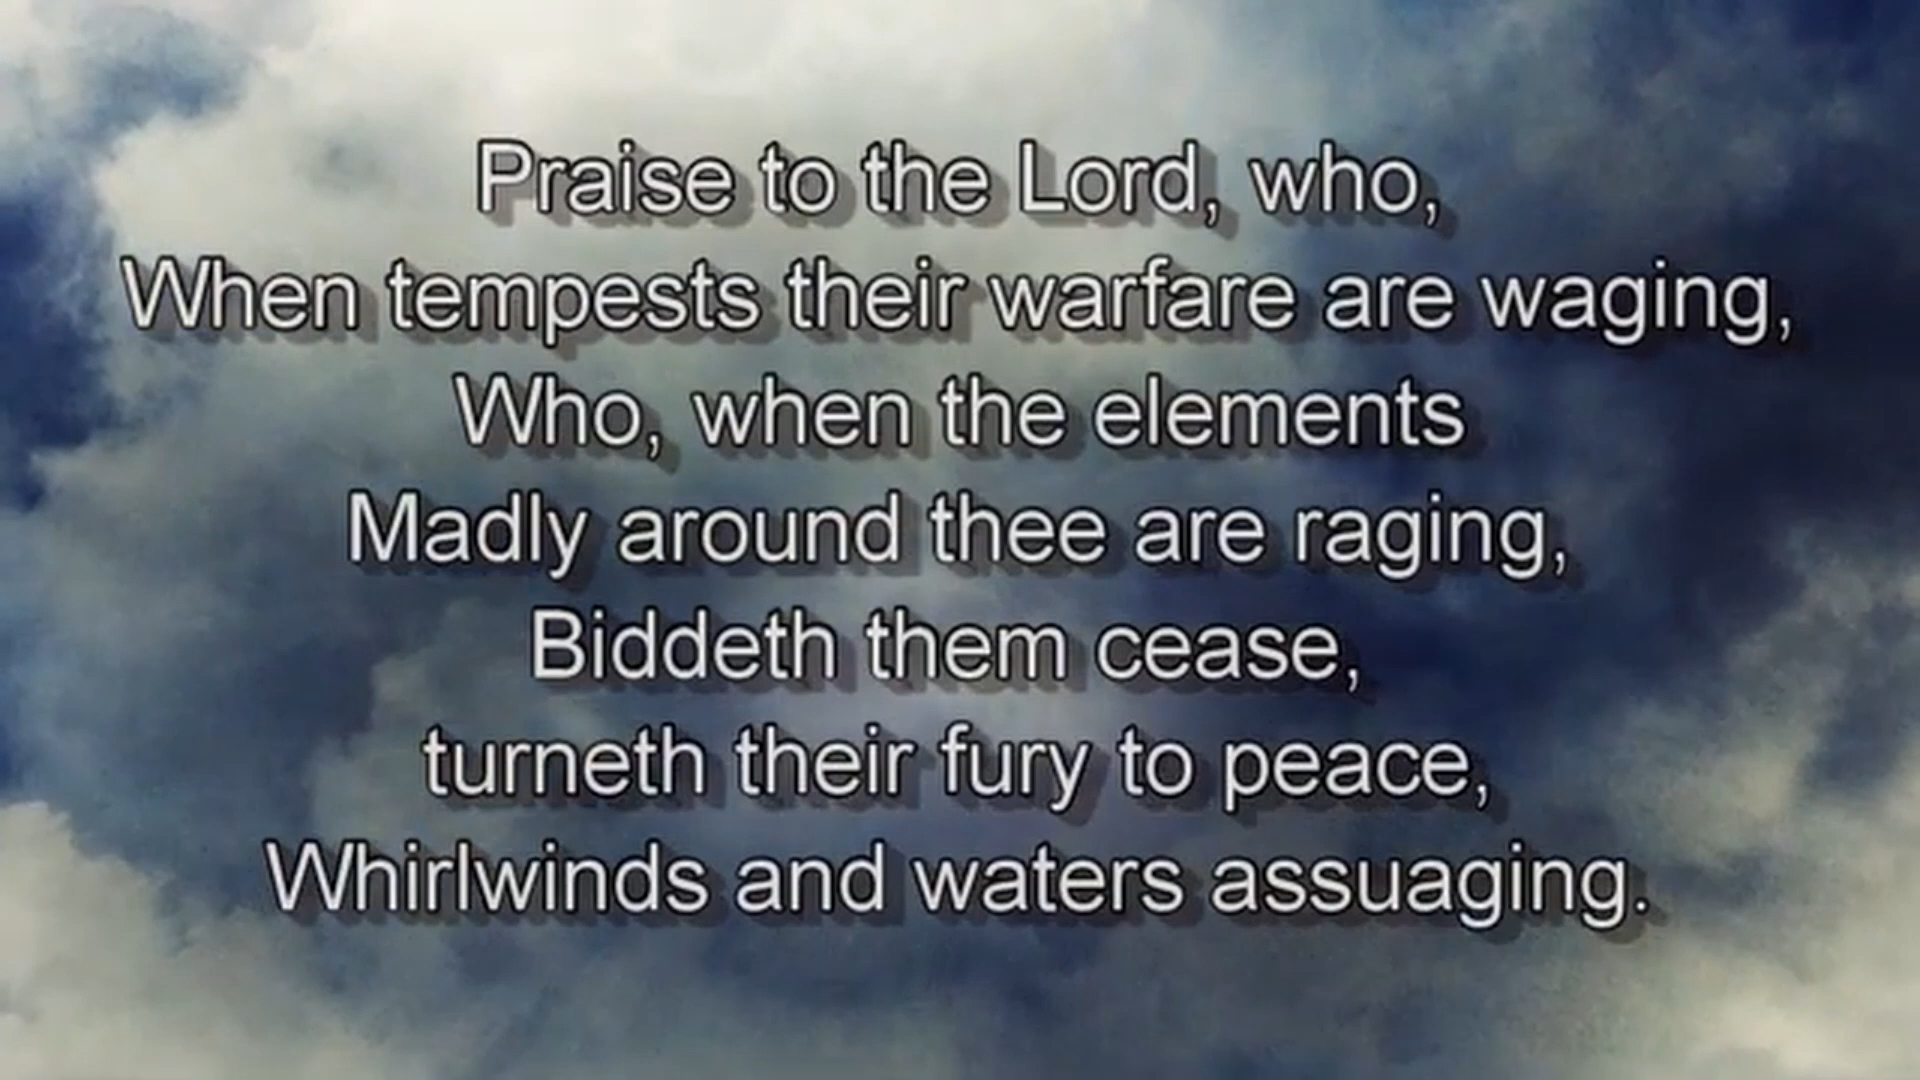 Praise to the Lord, who,
When tempests their warfare are waging,
Who, when the elements
Madly around thee are raging,
Biddeth them cease,
turneth their fury to peace,
Whirlwinds and waters assuaging.